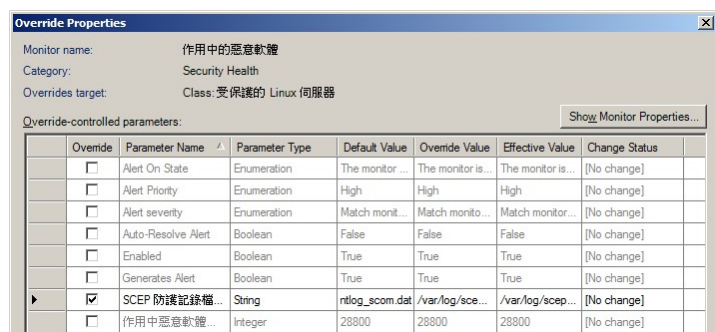 Override Properties
Monitor name: 作用中的惡意軟體
Category: Security Health
Overrides target: Class: 受保護的 Linux 伺服器
Override-controlled parameters: Show Monitor Properties...
Override Parameter Name Parameter Type Default Value Override Value Effective Value Change Status
Alert On State Enumeration The monitor ... The monitor is... The monitor is... [No change]
Alert Priority Enumeration High High High [No change]
Alert severity Enumeration Match monit... Match monito... Match monitor... [No change]
Auto-Resolve Alert Boolean False False False [No change]
Enabled Boolean True True True [No change]
Generates Alert Boolean True True True [No change]
SCEP 防護記錄檔... String ntlog_scom.dat /var/log/sce... /var/log/scep... [No change]
作用中惡意軟體... Integer 28800 28800 28800 [No change]